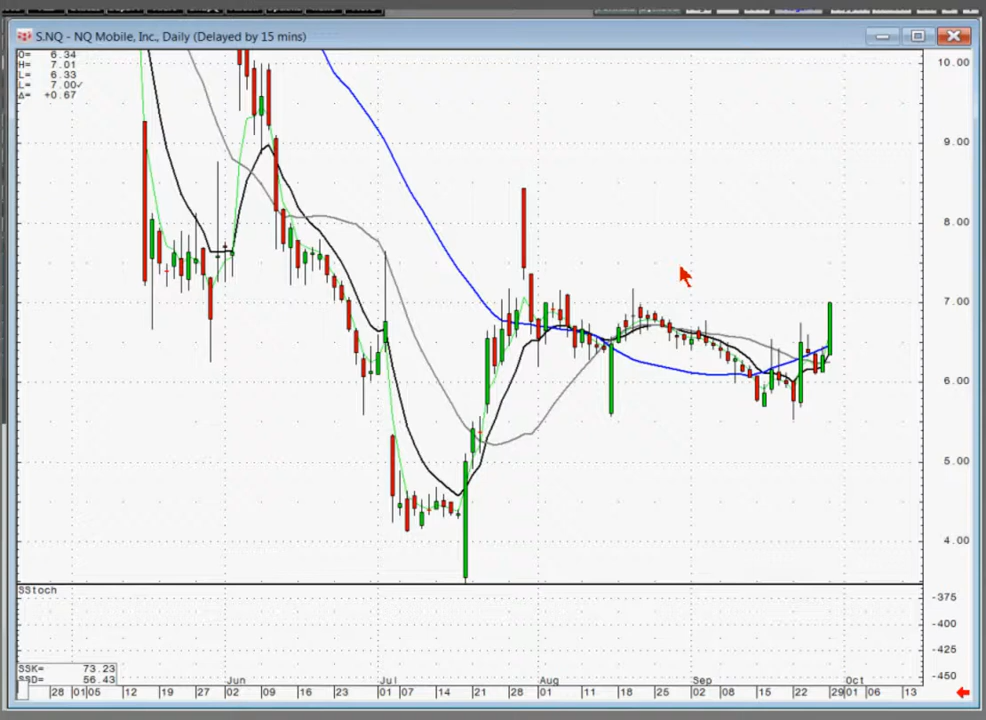 S.NQ - NQ Mobile, Inc., Daily (Delayed by 15 mins)
O= 6.34
H= 7.01
L= 6.33
L= 7.00✓
Δ= +0.67
10.00
9.00
8.00
7.00
6.00
5.00
4.00
SStoch
-375
-400
-425
-450
SSK= 73.23
SSD= 56.43
Jun Jul Aug Sep Oct
28 01 05 12 19 27 02 09 16 23 01 07 14 21 28 01 11 18 25 02 08 15 22 29 01 06 13